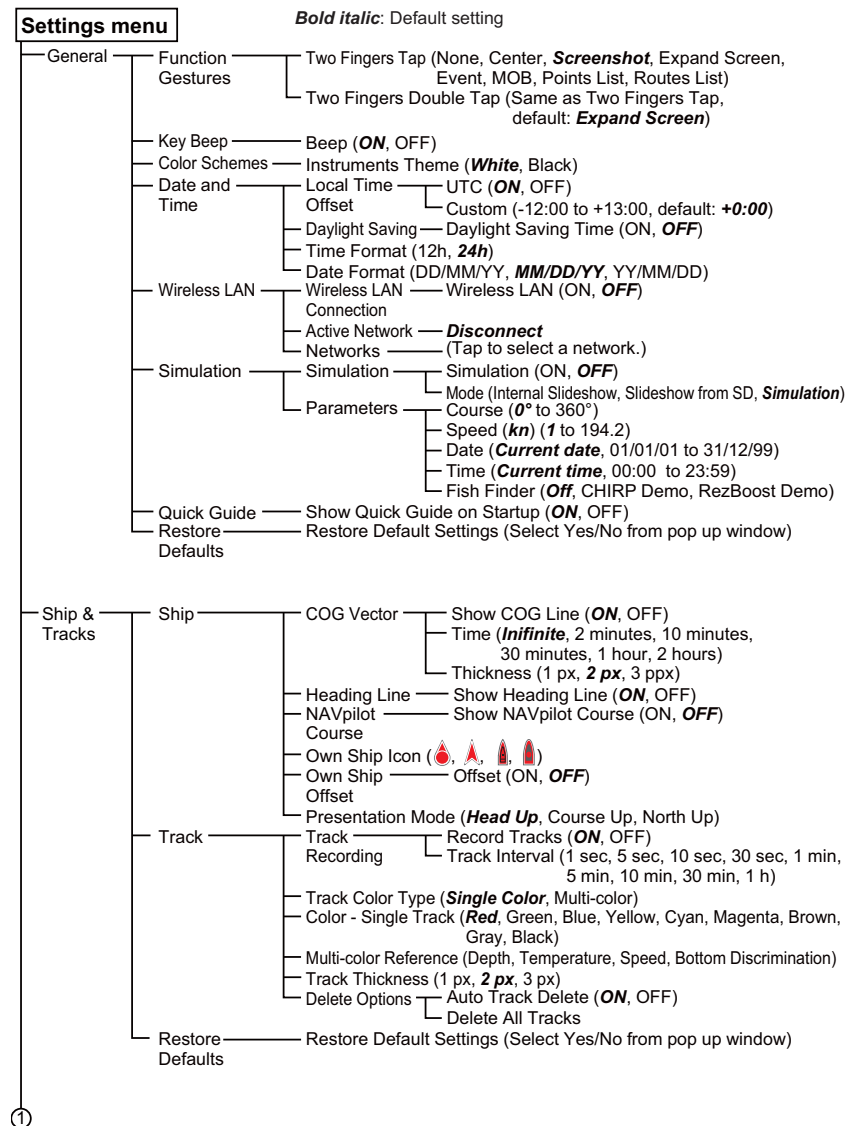 Settings menu
Bold italic: Default setting
General
Function
Gestures
Two Fingers Tap (None, Center, Screenshot, Expand Screen,
Event, MOB, Points List, Routes List)
Two Fingers Double Tap (Same as Two Fingers Tap,
default: Expand Screen)
Key Beep
Beep (ON, OFF)
Color Schemes
Instruments Theme (White, Black)
Date and
Time
Local Time
Offset
UTC (ON, OFF)
Custom (-12:00 to +13:00, default: +0:00)
Daylight Saving
Daylight Saving Time (ON, OFF)
Time Format (12h, 24h)
Date Format (DD/MM/YY, MM/DD/YY, YY/MM/DD)
Wireless LAN
Wireless LAN
Connection
Wireless LAN (ON, OFF)
Active Network
Disconnect
Networks
(Tap to select a network.)
Simulation
Simulation
Simulation (ON, OFF)
Mode (Internal Slideshow, Slideshow from SD, Simulation)
Parameters
Course (0° to 360°)
Speed (kn) (1 to 194.2)
Date (Current date, 01/01/01 to 31/12/99)
Time (Current time, 00:00 to 23:59)
Fish Finder (Off, CHIRP Demo, RezBoost Demo)
Quick Guide
Show Quick Guide on Startup (ON, OFF)
Restore
Defaults
Restore Default Settings (Select Yes/No from pop up window)
Ship &
Tracks
Ship
COG Vector
Show COG Line (ON, OFF)
Time (Inifinite, 2 minutes, 10 minutes,
30 minutes, 1 hour, 2 hours)
Thickness (1 px, 2 px, 3 ppx)
Heading Line
Show Heading Line (ON, OFF)
NAVpilot
Course
Show NAVpilot Course (ON, OFF)
Own Ship Icon ( , , , )
Own Ship
Offset
Offset (ON, OFF)
Presentation Mode (Head Up, Course Up, North Up)
Track
Track
Recording
Record Tracks (ON, OFF)
Track Interval (1 sec, 5 sec, 10 sec, 30 sec, 1 min,
5 min, 10 min, 30 min, 1 h)
Track Color Type (Single Color, Multi-color)
Color - Single Track (Red, Green, Blue, Yellow, Cyan, Magenta, Brown,
Gray, Black)
Multi-color Reference (Depth, Temperature, Speed, Bottom Discrimination)
Track Thickness (1 px, 2 px, 3 px)
Delete Options
Auto Track Delete (ON, OFF)
Delete All Tracks
Restore
Defaults
Restore Default Settings (Select Yes/No from pop up window)
①